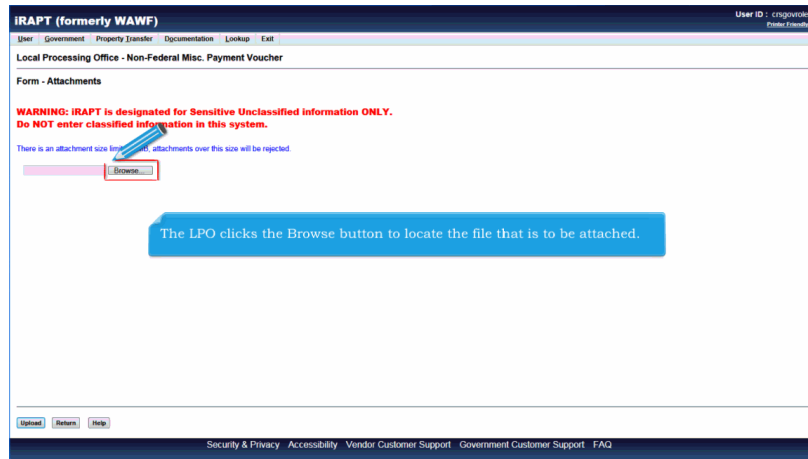 iRAPT (formerly WAWF)
User ID : crsgovrole
Printer Friendly
User Government Property Transfer Documentation Lookup Exit
Local Processing Office - Non-Federal Misc. Payment Voucher
Form - Attachments
WARNING: iRAPT is designated for Sensitive Unclassified information ONLY.
Do NOT enter classified information in this system.
There is an attachment size limit attachments over this size will be rejected.
Browse...
The LPO clicks the Browse button to locate the file that is to be attached.
Upload Return Help
Security & Privacy Accessibility Vendor Customer Support Government Customer Support FAQ